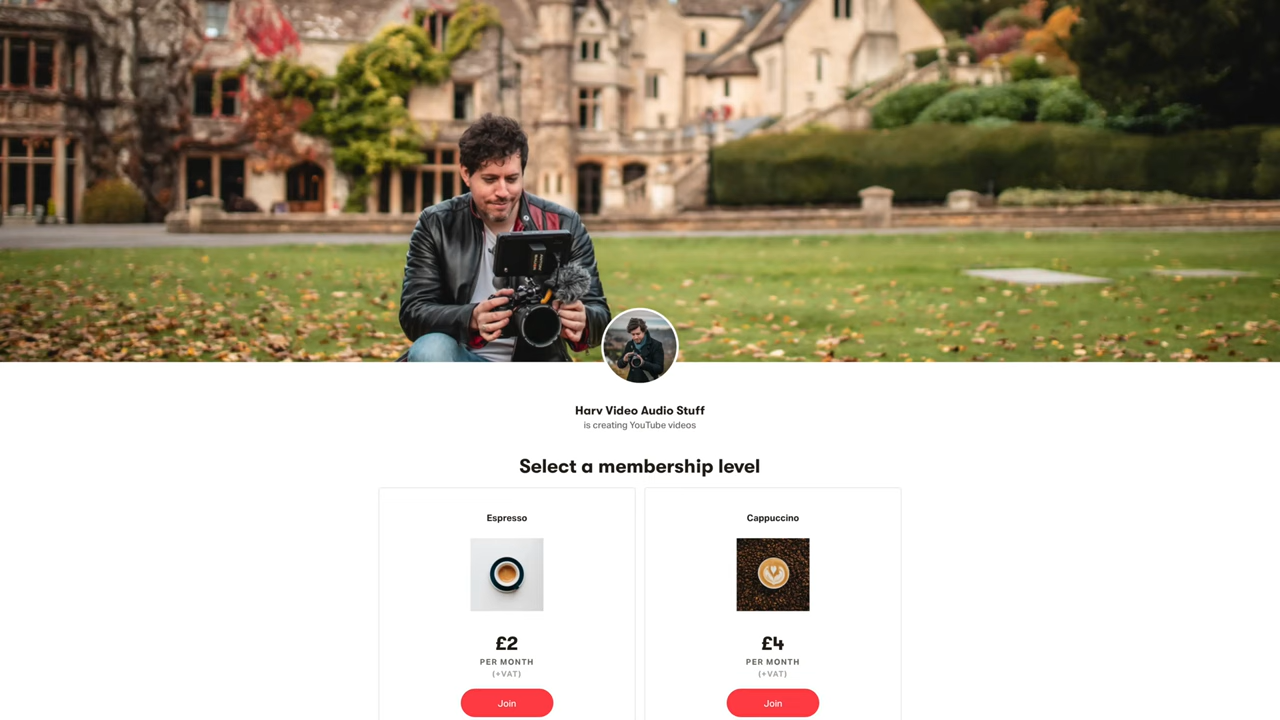 Harv Video Audio Stuff
is creating YouTube videos
Select a membership level
Espresso
Cappuccino
£2
PER MONTH
(+VAT)
Join
£4
PER MONTH
(+VAT)
Join